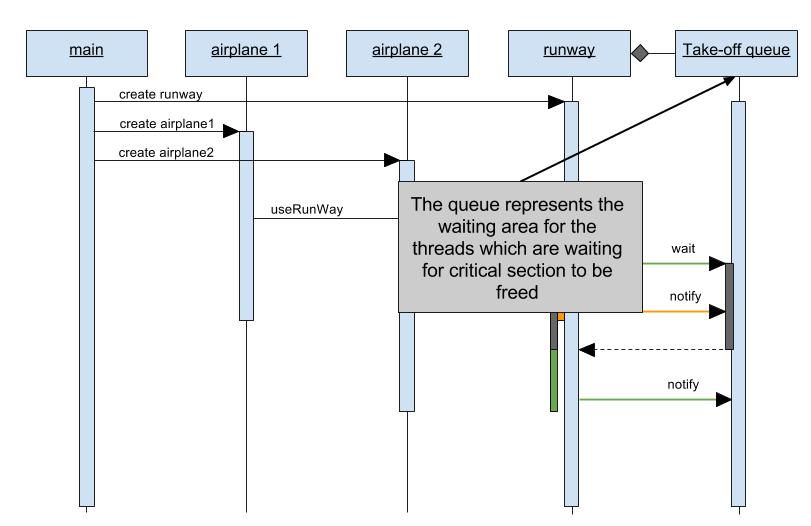 main
airplane 1
airplane 2
runway
Take-off queue
create runway
create airplane1
create airplane2
useRunWay
The queue represents the
waiting area for the
threads which are waiting
for critical section to be
freed
wait
notify
notify